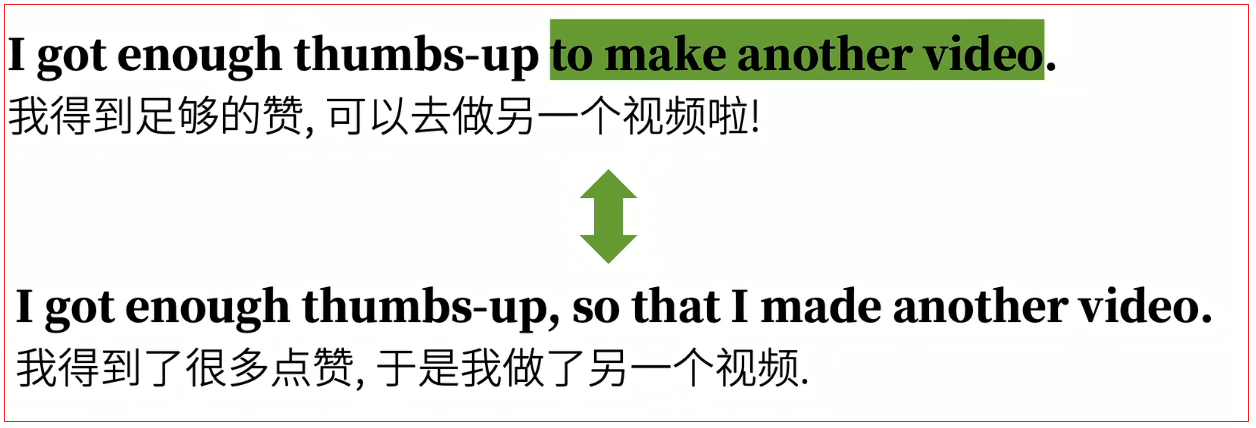 I got enough thumbs-up to make another video.
我得到足够的赞, 可以去做另一个视频啦!
I got enough thumbs-up, so that I made another video.
我得到了很多点赞, 于是我做了另一个视频.